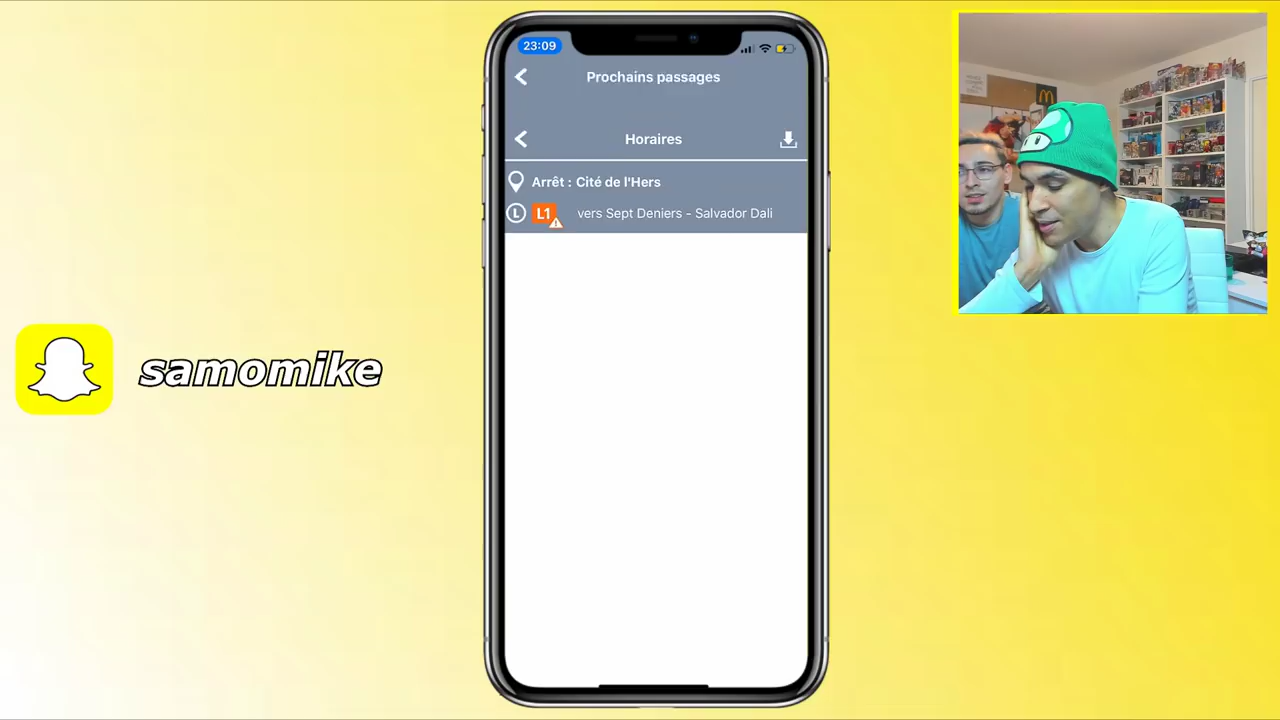 23:09
Prochains passages
Horaires
Arrêt : Cité de l'Hers
L L1 vers Sept Deniers - Salvador Dali
samomike